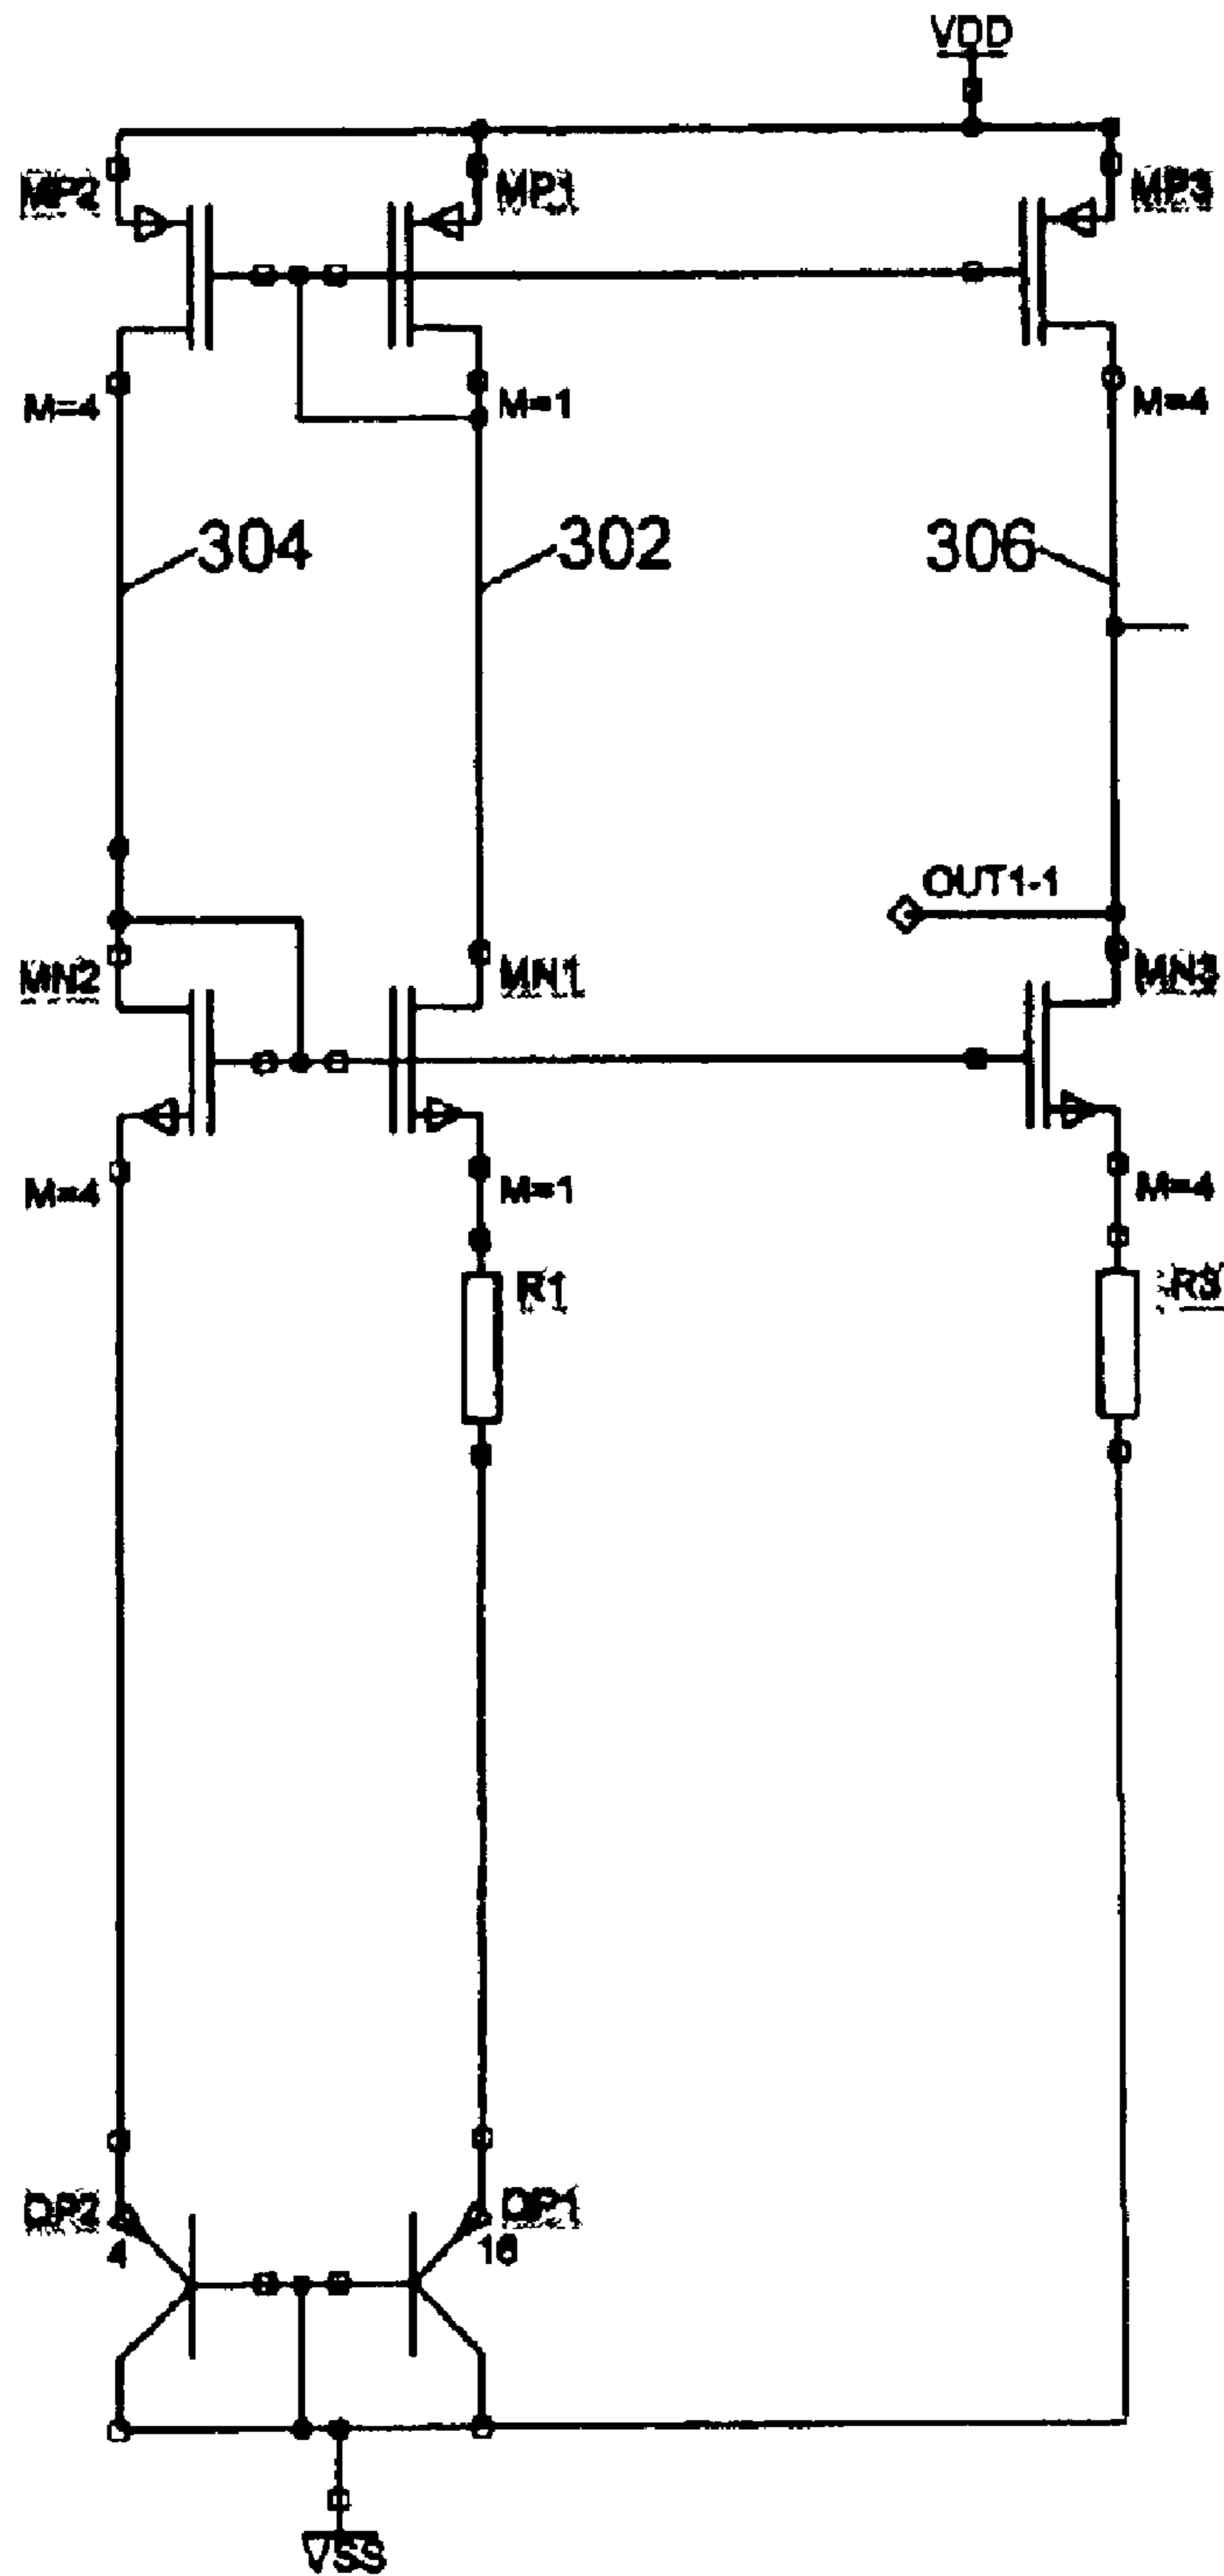 VDD
MP2
MP1
MP3
M=4
M=1
M=4
304
302
306
OUT1-1
MN2
MN1
MN3
M=4
M=1
M=4
R1
R3
QP2
QP1
4
16
VSS